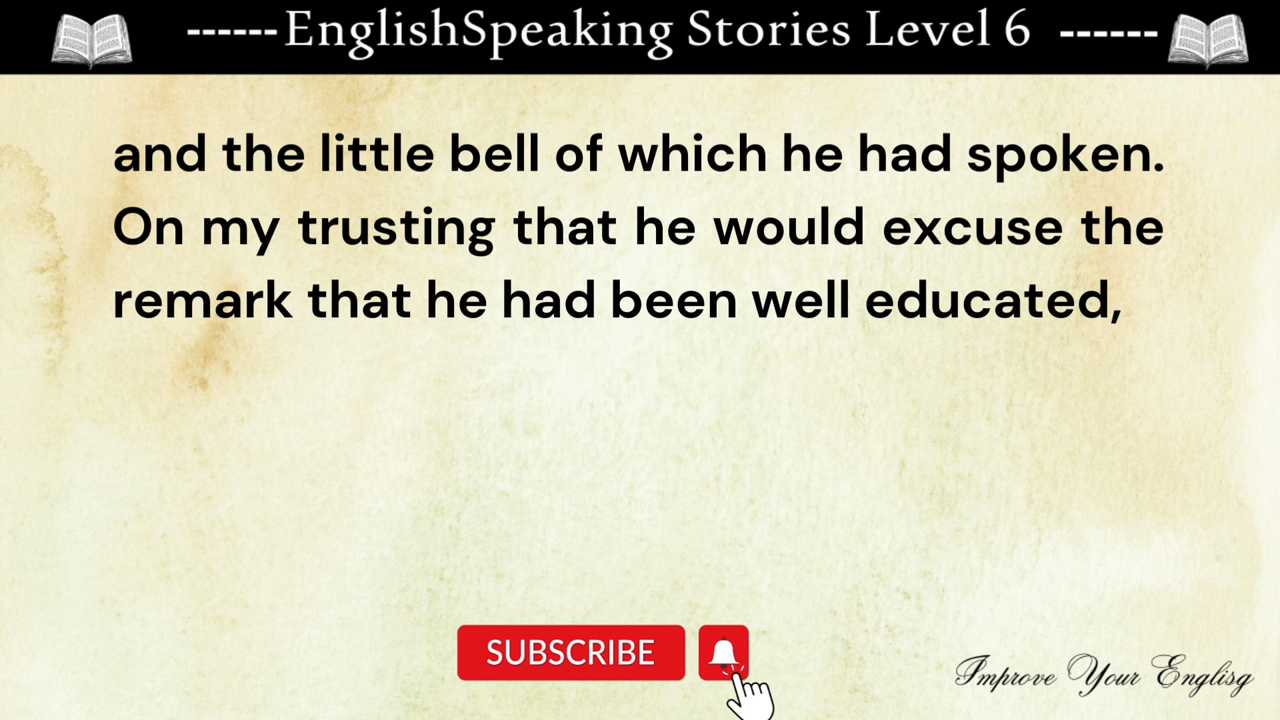 ------EnglishSpeaking Stories Level 6 ------
and the little bell of which he had spoken.
On my trusting that he would excuse the
remark that he had been well educated,
SUBSCRIBE
Improve Your Englisg